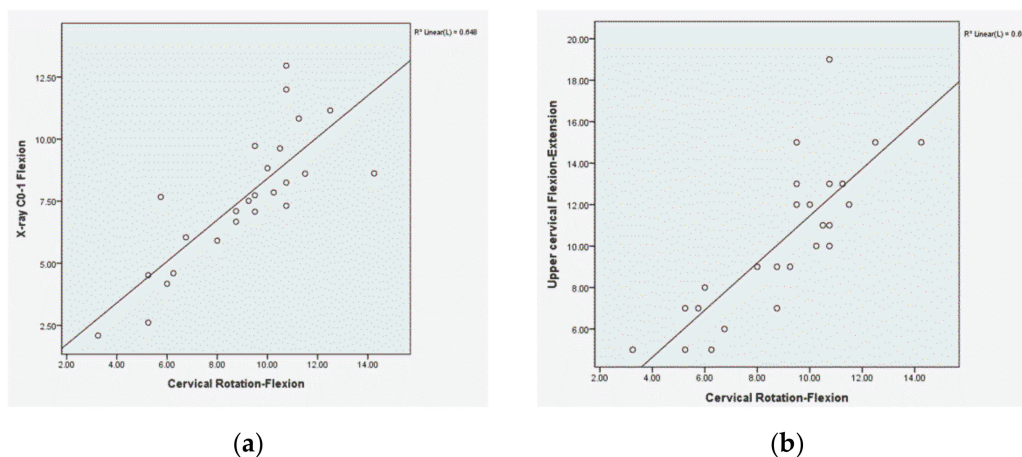 R² Linear(L) = 0.648
X-ray C0-1 Flexion
12.50
10.00
7.50
5.00
2.50
2.00 4.00 6.00 8.00 10.00 12.00 14.00
Cervical Rotation-Flexion
(a)
R² Linear(L) = 0.6
Upper cervical Flexion-Extension
20.00
18.00
16.00
14.00
12.00
10.00
8.00
6.00
2.00 4.00 6.00 8.00 10.00 12.00 14.00
Cervical Rotation-Flexion
(b)